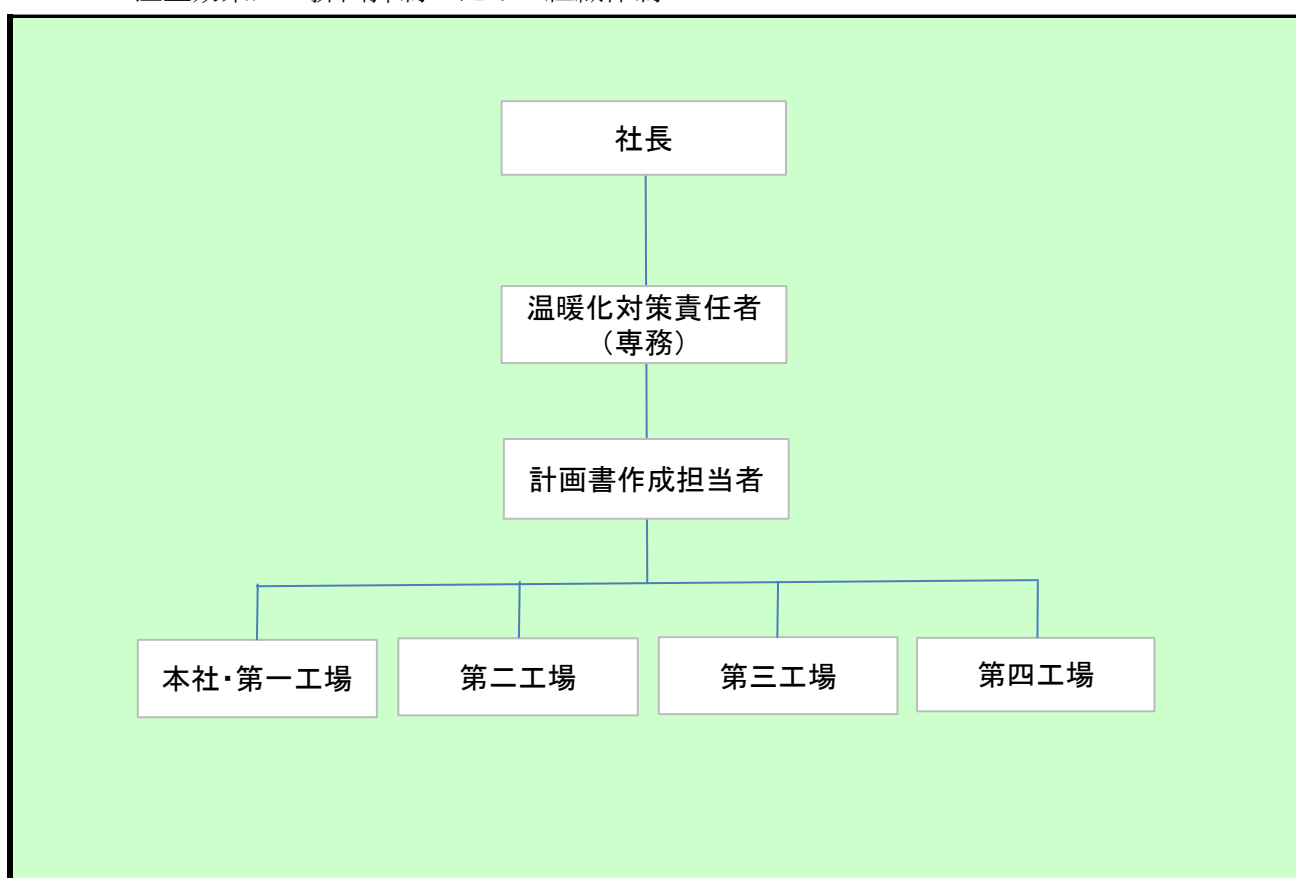 社長
温暖化対策責任者
（専務）
計画書作成担当者
本社・第一工場
第二工場
第三工場
第四工場